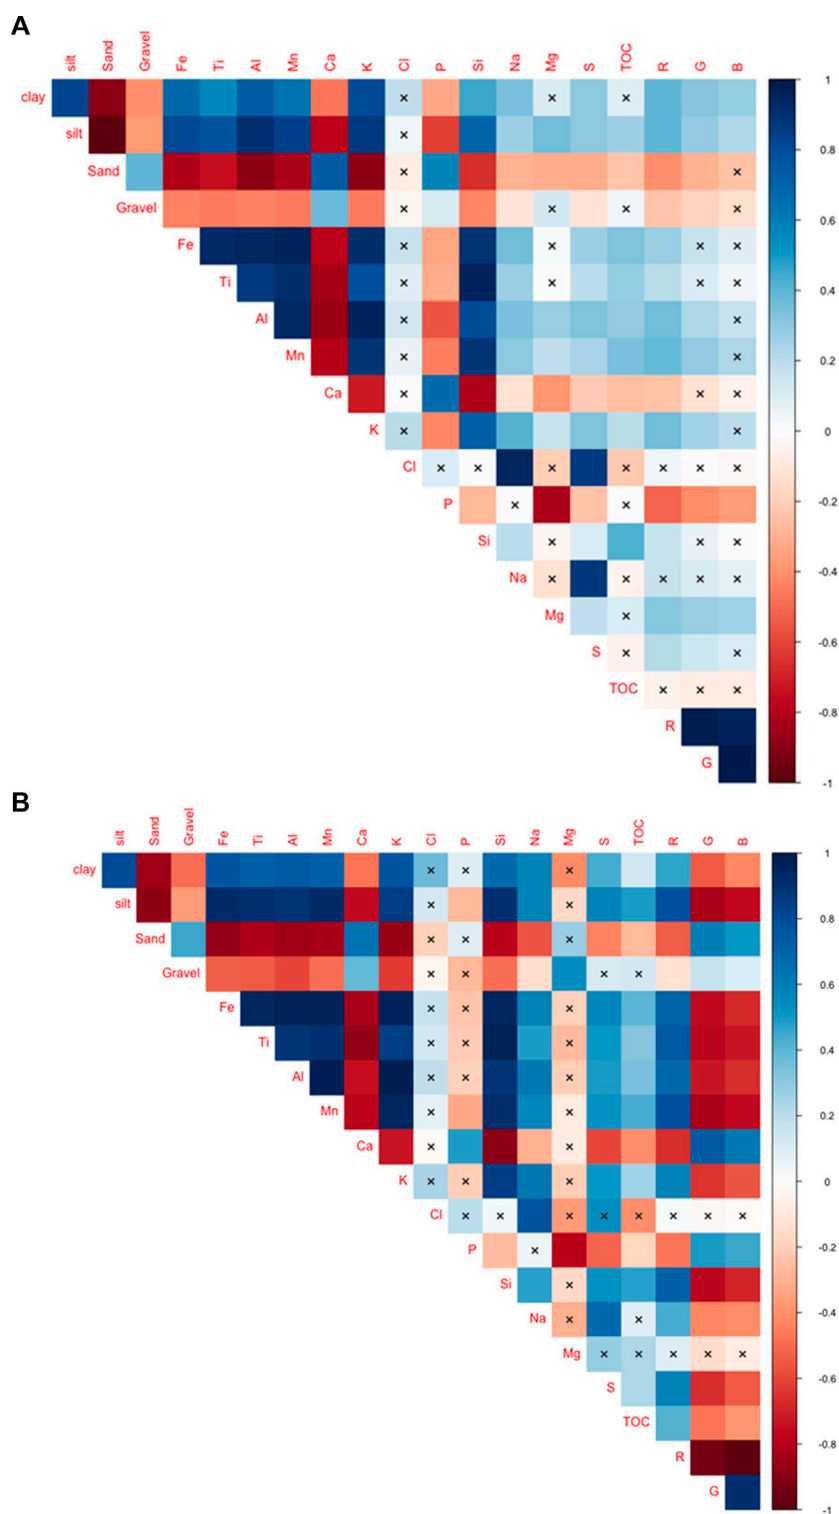 A
silt Sand Gravel Fe Ti Al Mn Ca K Cl P Si Na Mg S TOC R G B
clay × × × 1
silt × 0.8
Sand × ×
Gravel × × × × 0.6
Fe × × × ×
Ti × × × × 0.4
Al × ×
Mn × × 0.2
Ca × × ×
K × × 0
Cl × × × × × × ×
P × × -0.2
Si × × ×
Na × × × × × -0.4
Mg ×
S × × -0.6
TOC × × × -0.8
R
G -1
B
silt Sand Gravel Fe Ti Al Mn Ca K Cl P Si Na Mg S TOC R G B
clay × × × 1
silt × × 0.8
Sand × × ×
Gravel × × × × 0.6
Fe × × ×
Ti × × × 0.4
Al × × ×
Mn × × 0.2
Ca × ×
K × × × 0
Cl × × × × × × × ×
P × -0.2
Si ×
Na × × -0.4
Mg × × × × ×
S -0.6
TOC
R -0.8
G -1